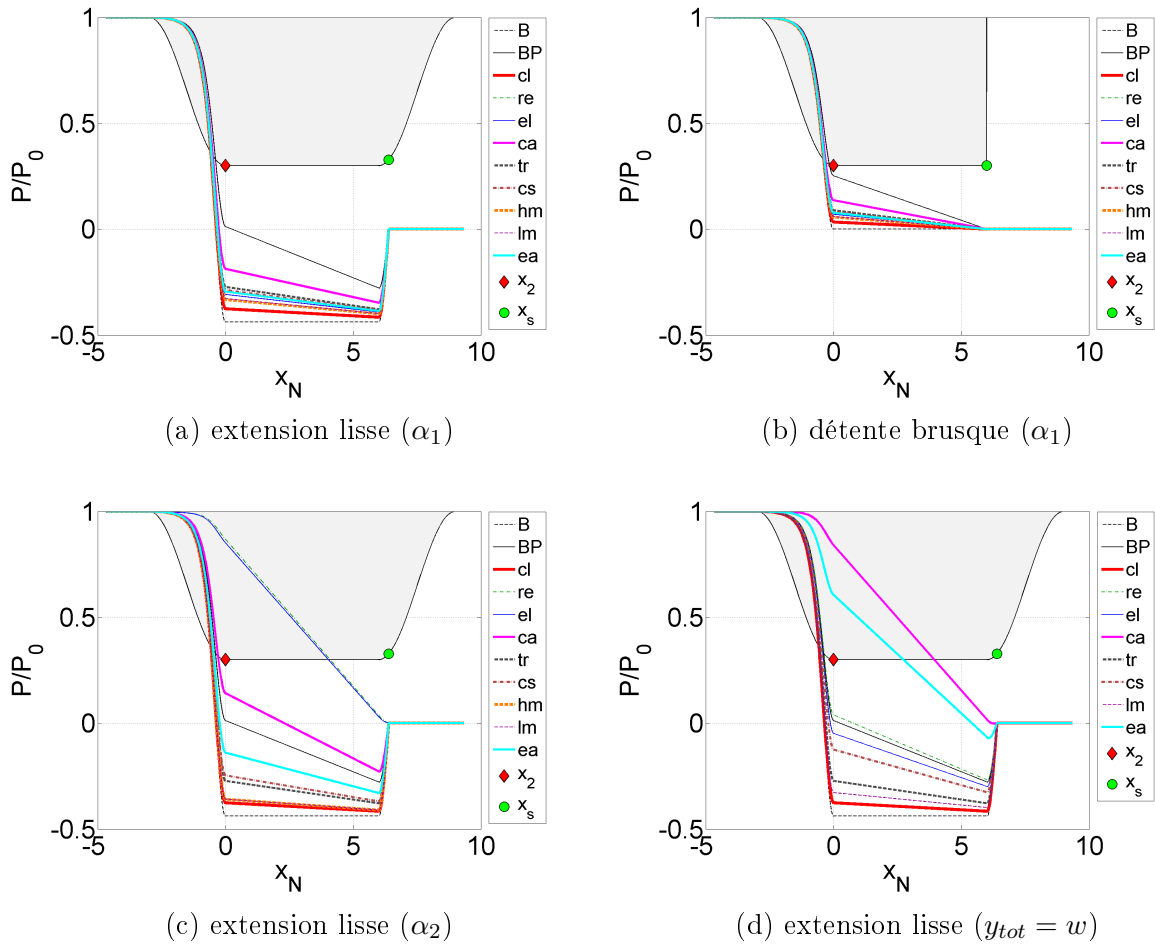 1
0.5
0
-0.5
P/P0
-5
0
5
10
xN
B
BP
cl
re
el
ca
tr
cs
hm
lm
ea
x2
xs
(a) extension lisse (α1)
1
0.5
0
-0.5
P/P0
-5
0
5
10
xN
B
BP
cl
re
el
ca
tr
cs
hm
lm
ea
x2
xs
(b) détente brusque (α1)
1
0.5
0
-0.5
P/P0
-5
0
5
10
xN
B
BP
cl
re
el
ca
tr
cs
hm
lm
ea
x2
xs
(c) extension lisse (α2)
1
0.5
0
-0.5
P/P0
-5
0
5
10
xN
B
BP
cl
re
el
ca
tr
cs
lm
ea
x2
xs
(d) extension lisse (ytot = w)